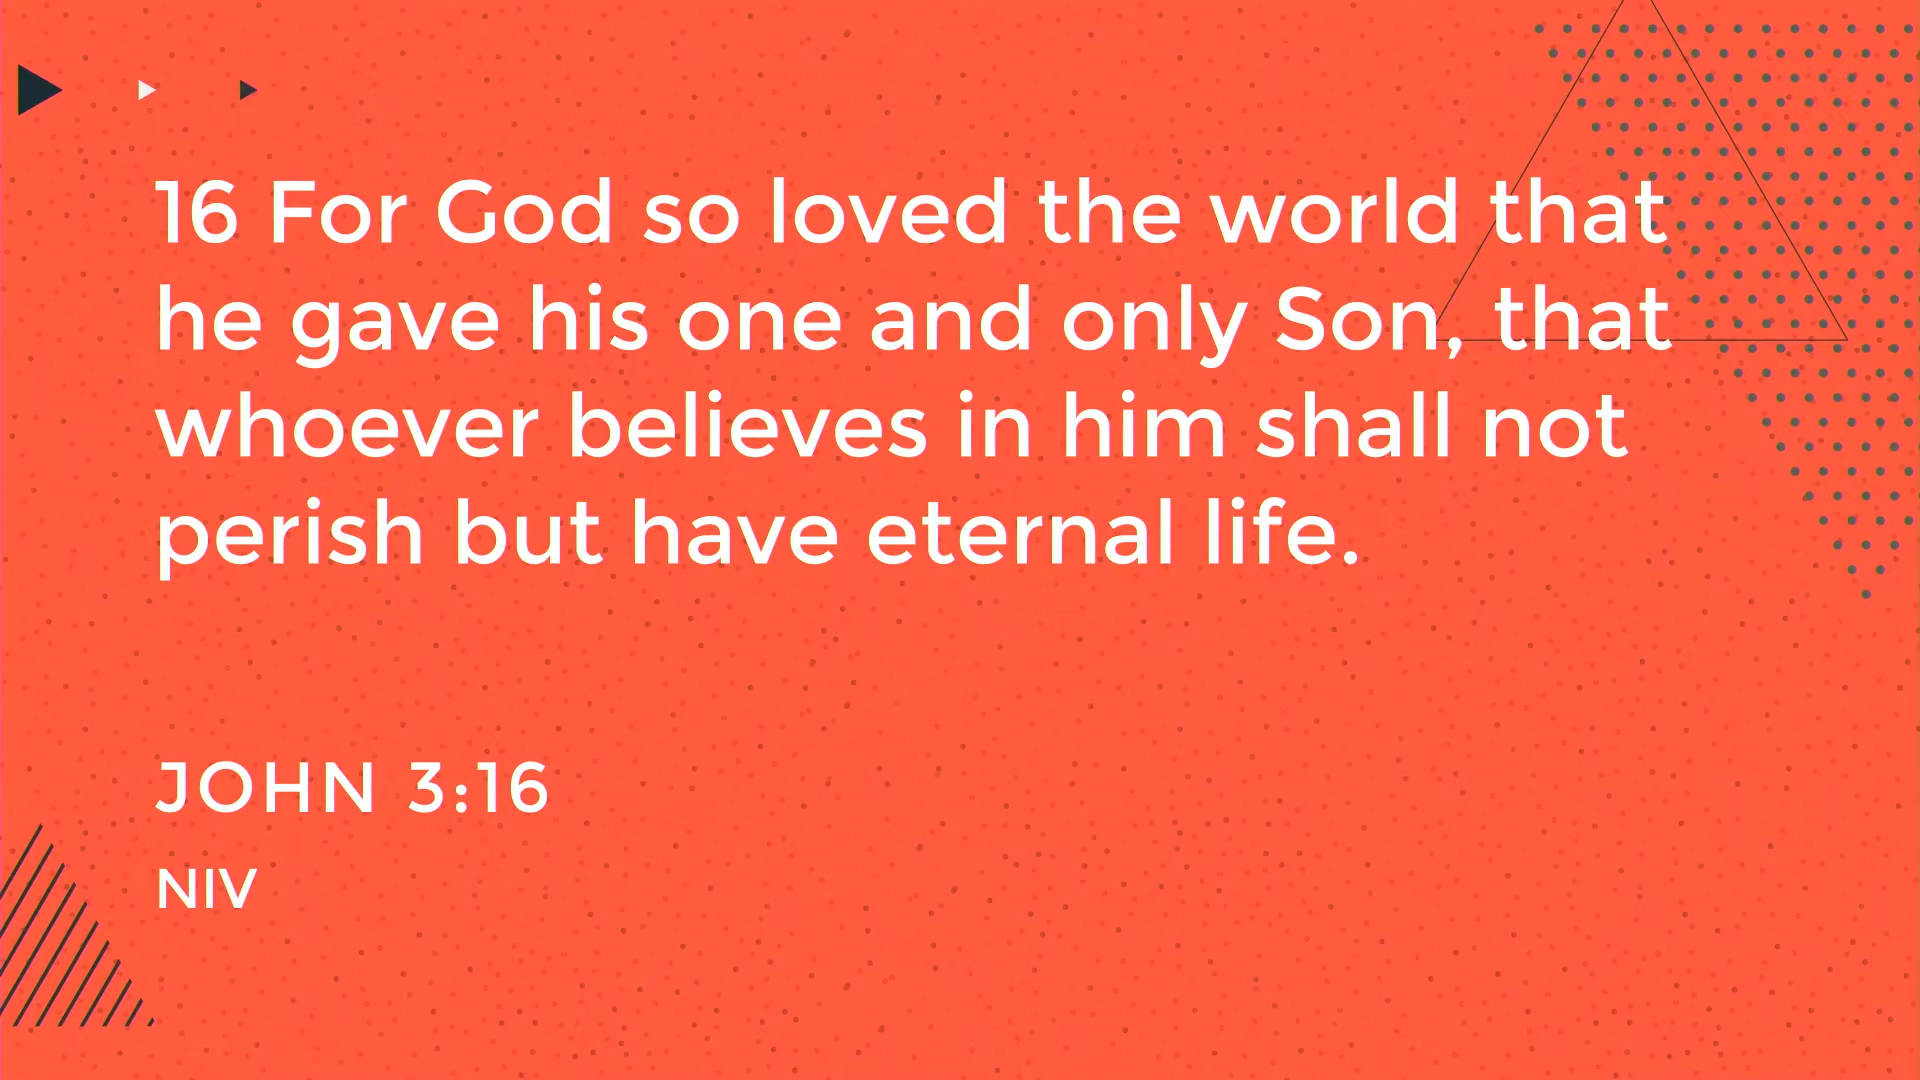 16 For God so loved the world that
he gave his one and only Son, that
whoever believes in him shall not
perish but have eternal life.
JOHN 3:16
NIV